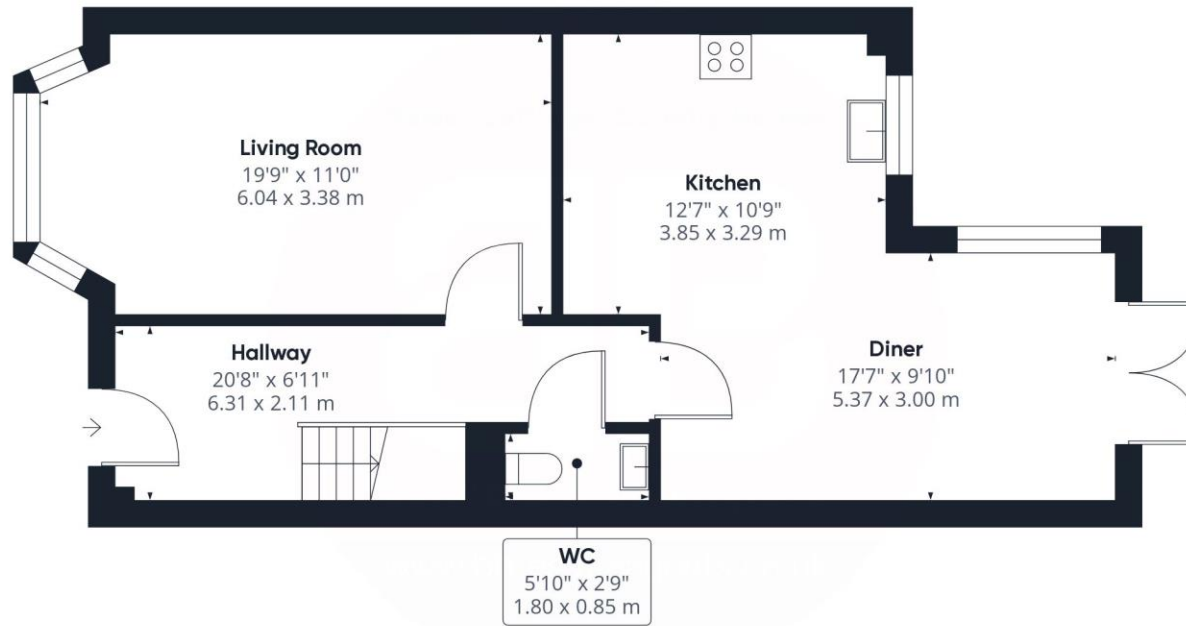 Living Room
19'9" x 11'0"
6.04 x 3.38 m
Kitchen
12'7" x 10'9"
3.85 x 3.29 m
Hallway
20'8" x 6'11"
6.31 x 2.11 m
Diner
17'7" x 9'10"
5.37 x 3.00 m
WC
5'10" x 2'9"
1.80 x 0.85 m